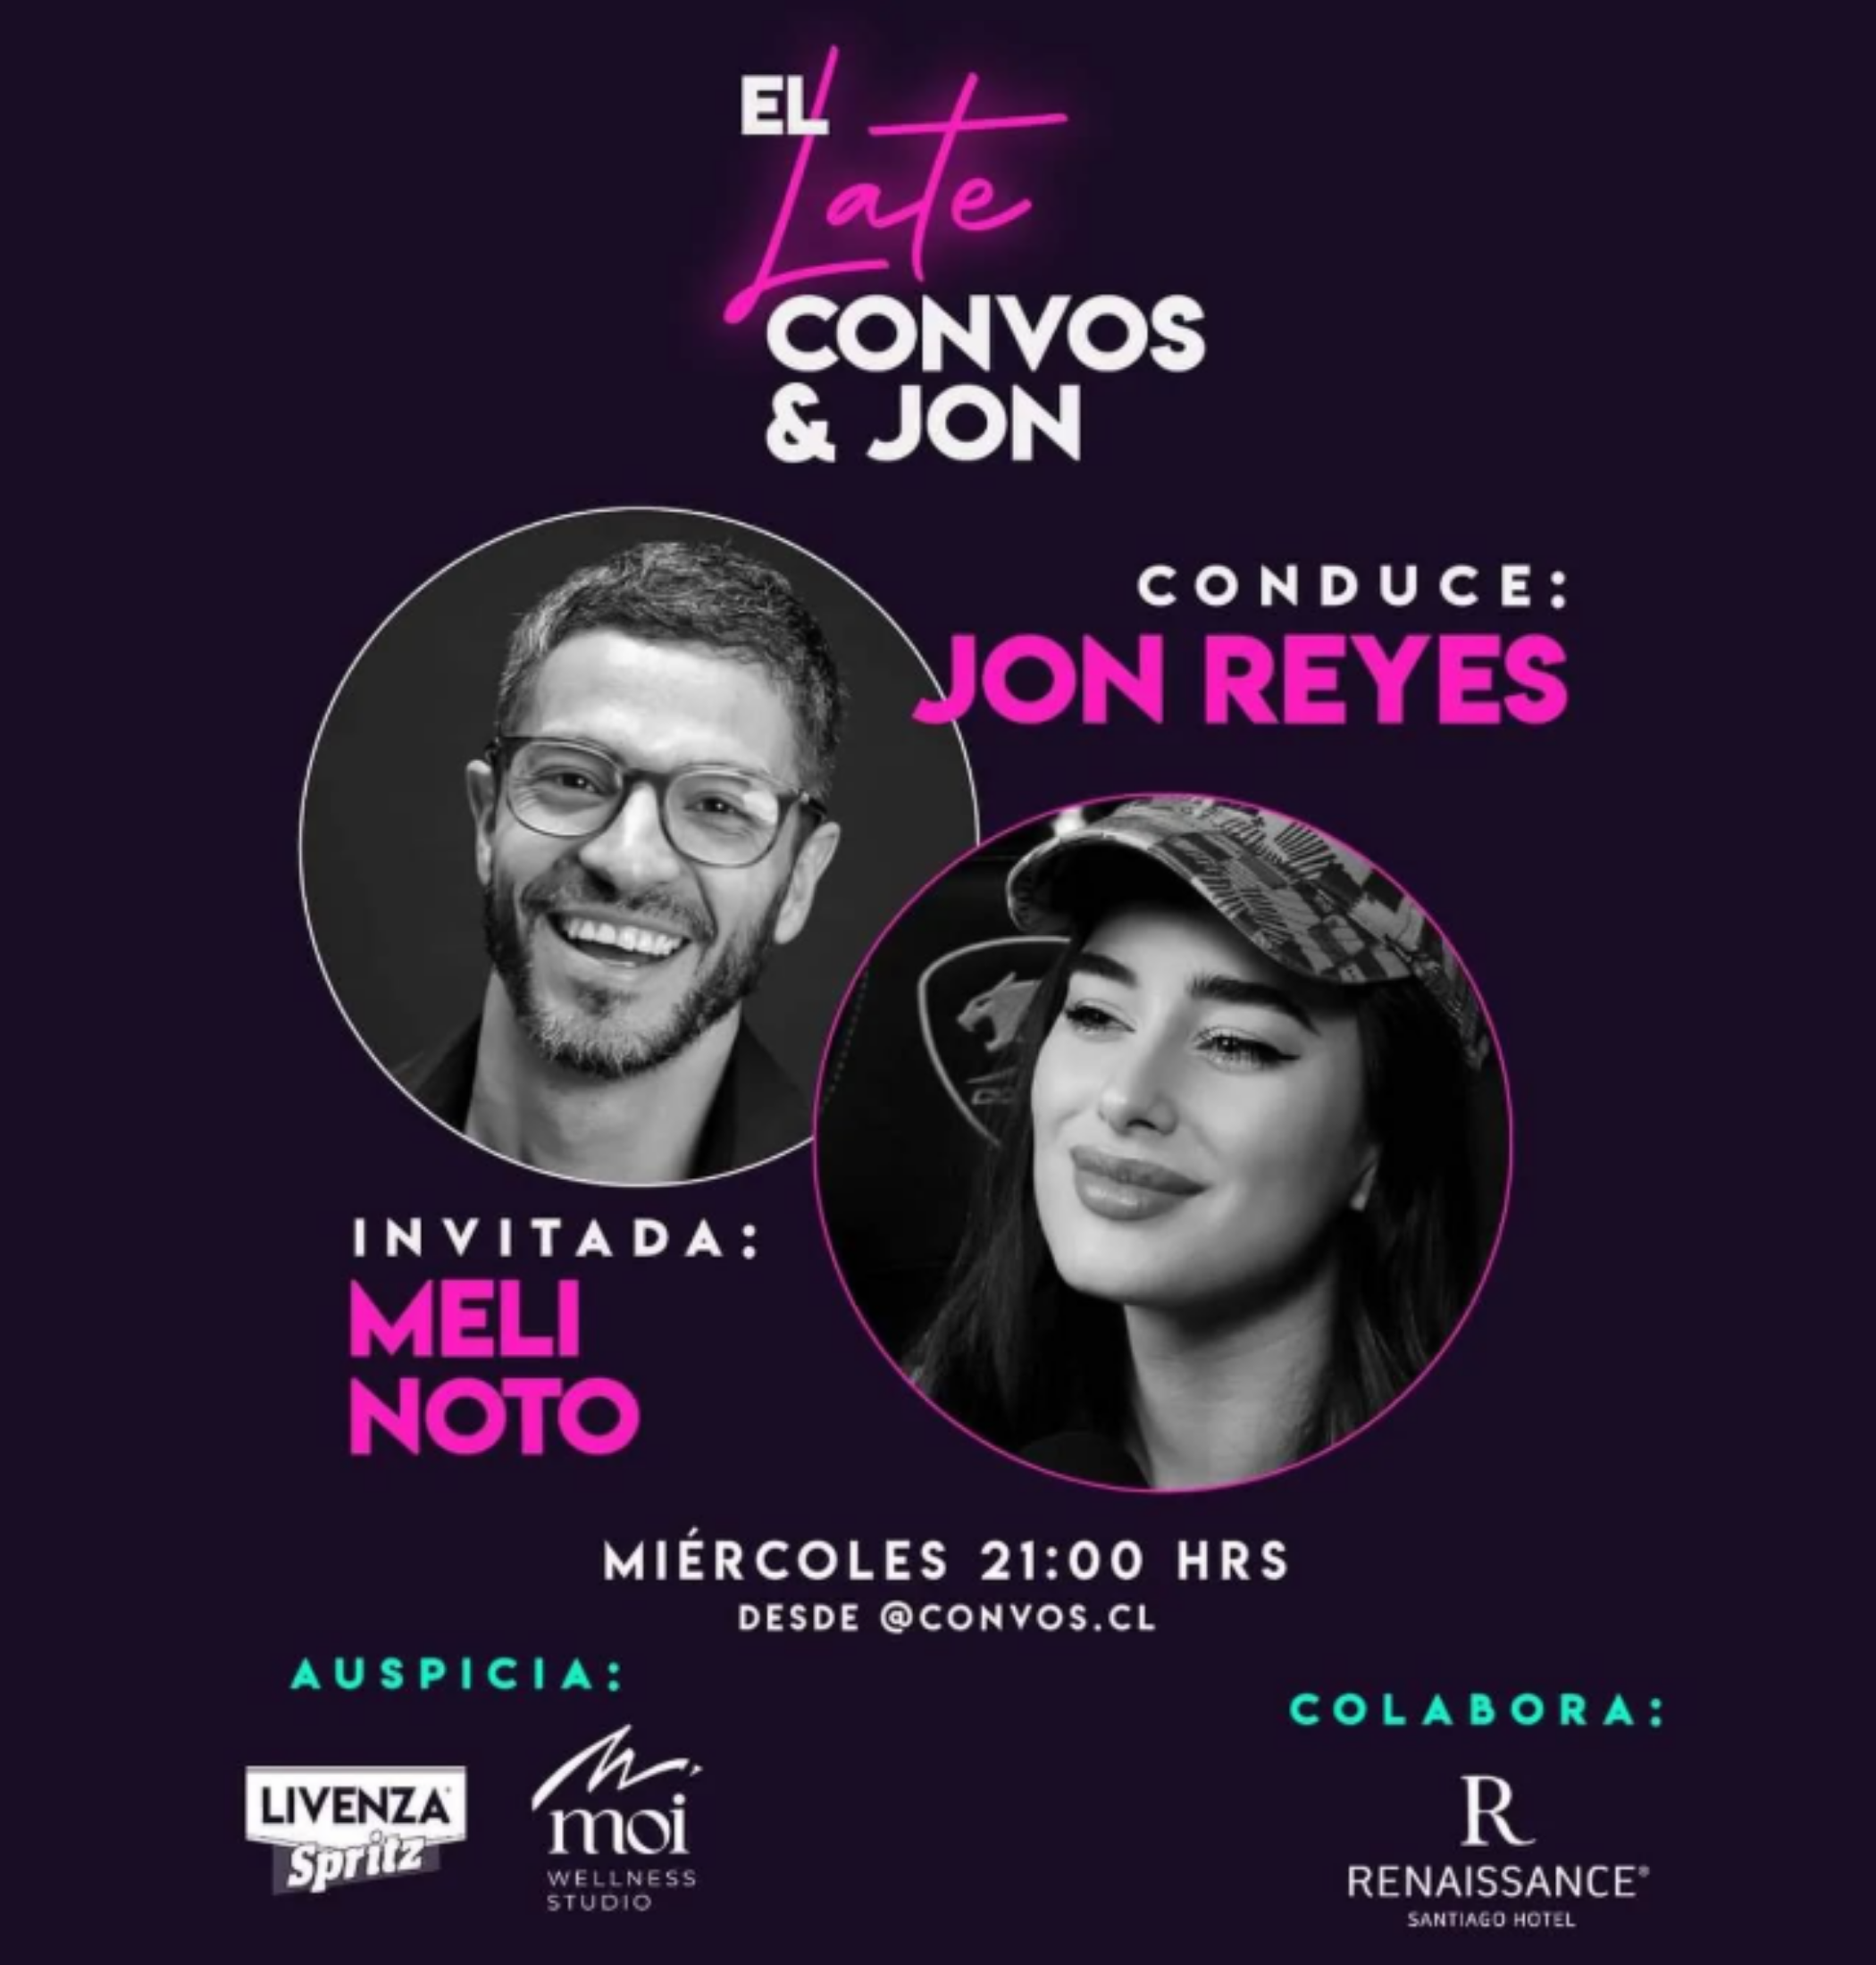 EL
Late
CONVOS
& JON
CONDUCE:
JON REYES
INVITADA:
MELI
NOTO
MIÉRCOLES 21:00 HRS
DESDE @CONVOS.CL
AUSPICIA:
LIVENZA
Spritz
moi
WELLNESS
STUDIO
COLABORA:
R
RENAISSANCE®
SANTIAGO HOTEL